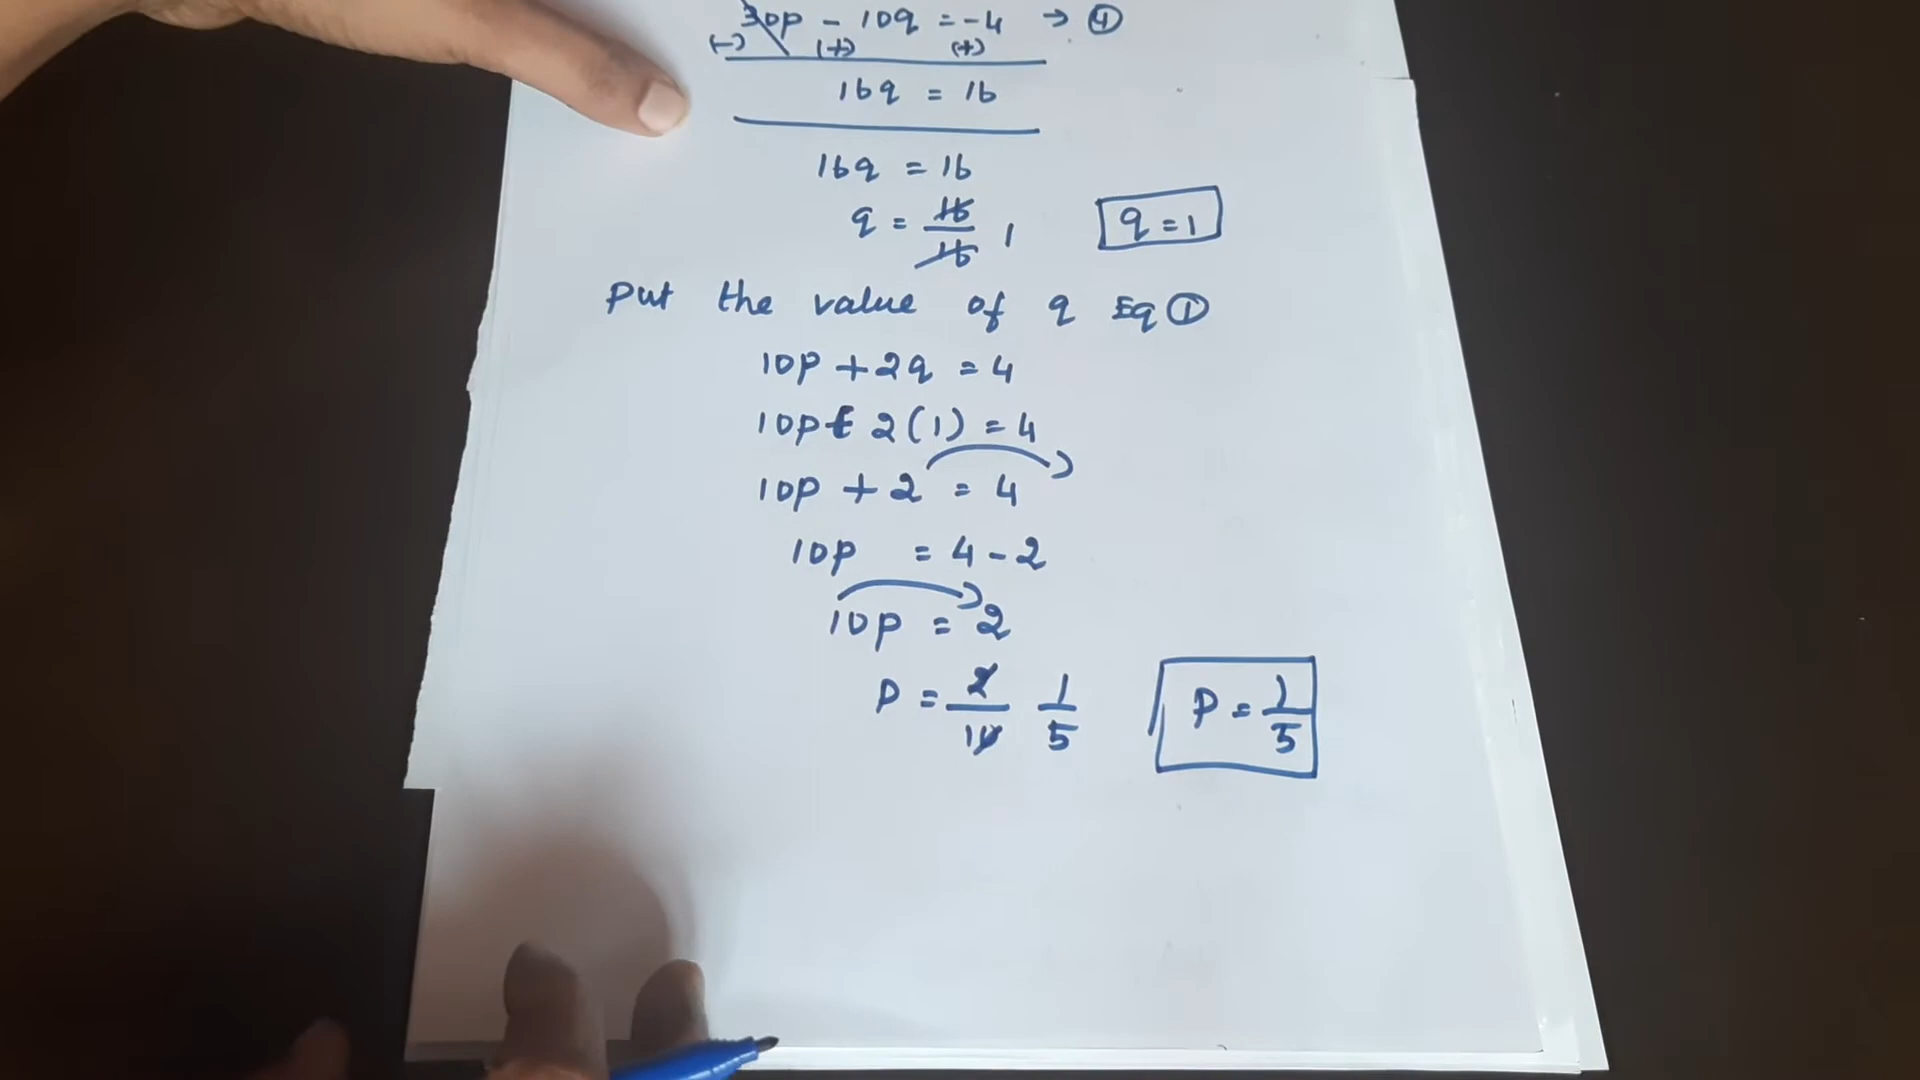 30p - 10q = -4 → ④
(-) (+) (+)
16q = 16
16q = 16
q = 16/16 1
q = 1
Put the value of q Eq ①
10p + 2q = 4
10p + 2(1) = 4
10p + 2 = 4
10p = 4 - 2
10p = 2
P = 2/10 1/5
P = 1/5